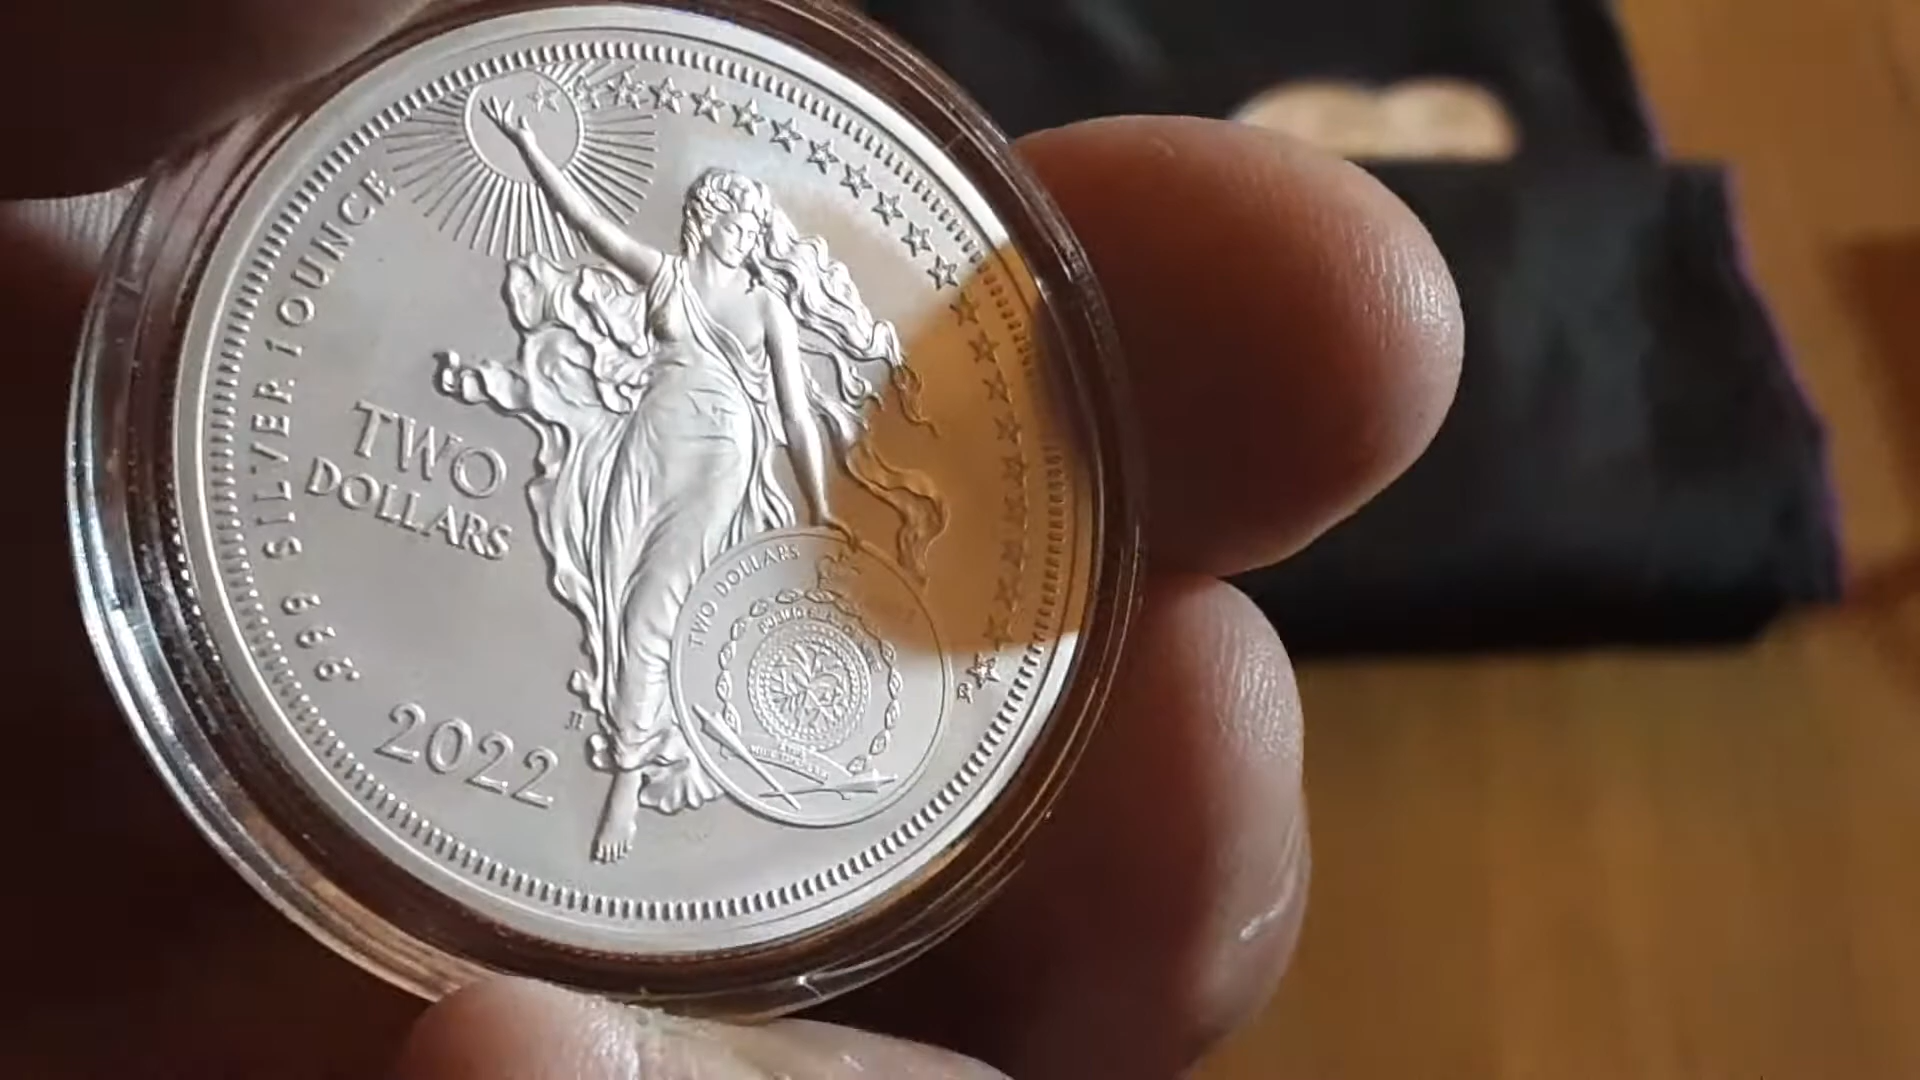 .999 SILVER 1 OUNCE
TWO
DOLLARS
2022
TWO DOLLARS